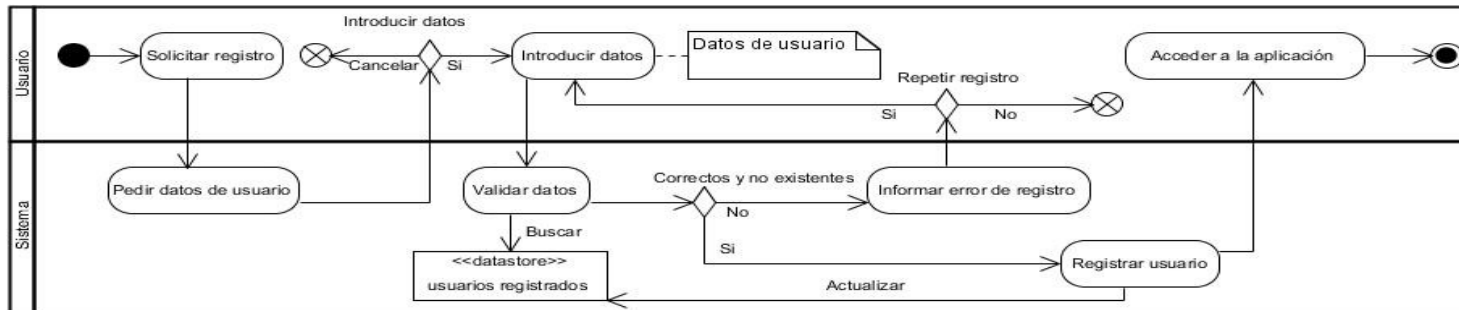 Usuario
Introducir datos
Solicitar registro
Cancelar
Si
Introducir datos
Datos de usuario
Repetir registro
Si
No
Acceder a la aplicación
Sistema
Pedir datos de usuario
Validar datos
Correctos y no existentes
No
Si
Informar error de registro
Buscar
<<datastore>>
usuarios registrados
Actualizar
Registrar usuario